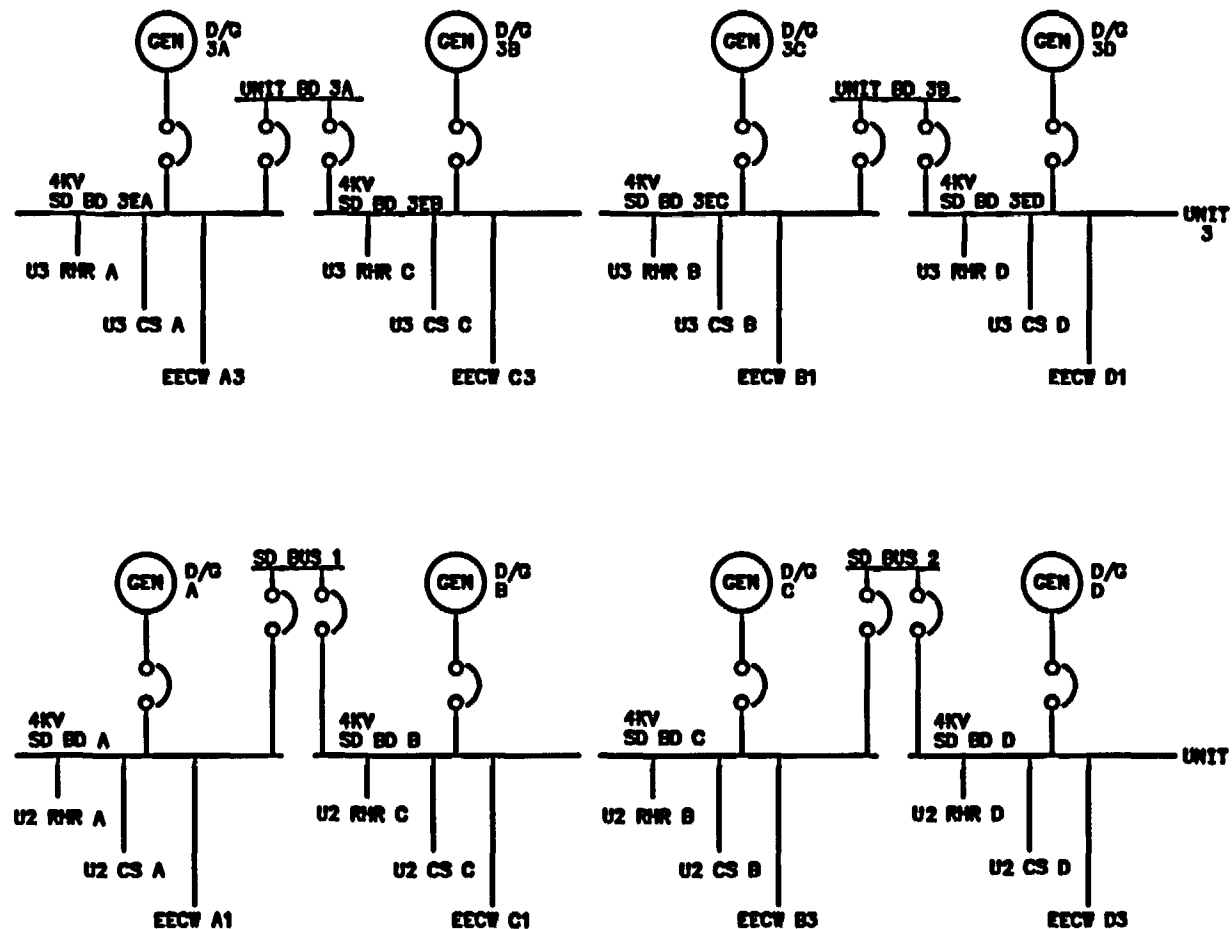 GEN D/G 3A
GEN D/G 3B
GEN D/G 3C
GEN D/G 3D
UNIT BD 3A
UNIT BD 3B
4KV SD BD 3EA
4KV SD BD 3EB
4KV SD BD 3EC
4KV SD BD 3ED
UNIT 3
U3 RHR A
U3 RHR C
U3 RHR B
U3 RHR D
U3 CS A
U3 CS C
U3 CS B
U3 CS D
EECW A3
EECW C3
EECW B1
EECW D1
GEN D/G A
SD BUS 1
GEN D/G B
GEN D/G C
SD BUS 2
GEN D/G D
4KV SD BD A
4KV SD BD B
4KV SD BD C
4KV SD BD D
UNIT
U2 RHR A
U2 RHR C
U2 RHR B
U2 RHR D
U2 CS A
U2 CS C
U2 CS B
U2 CS D
EECW A1
EECW C1
EECW B3
EECW D3